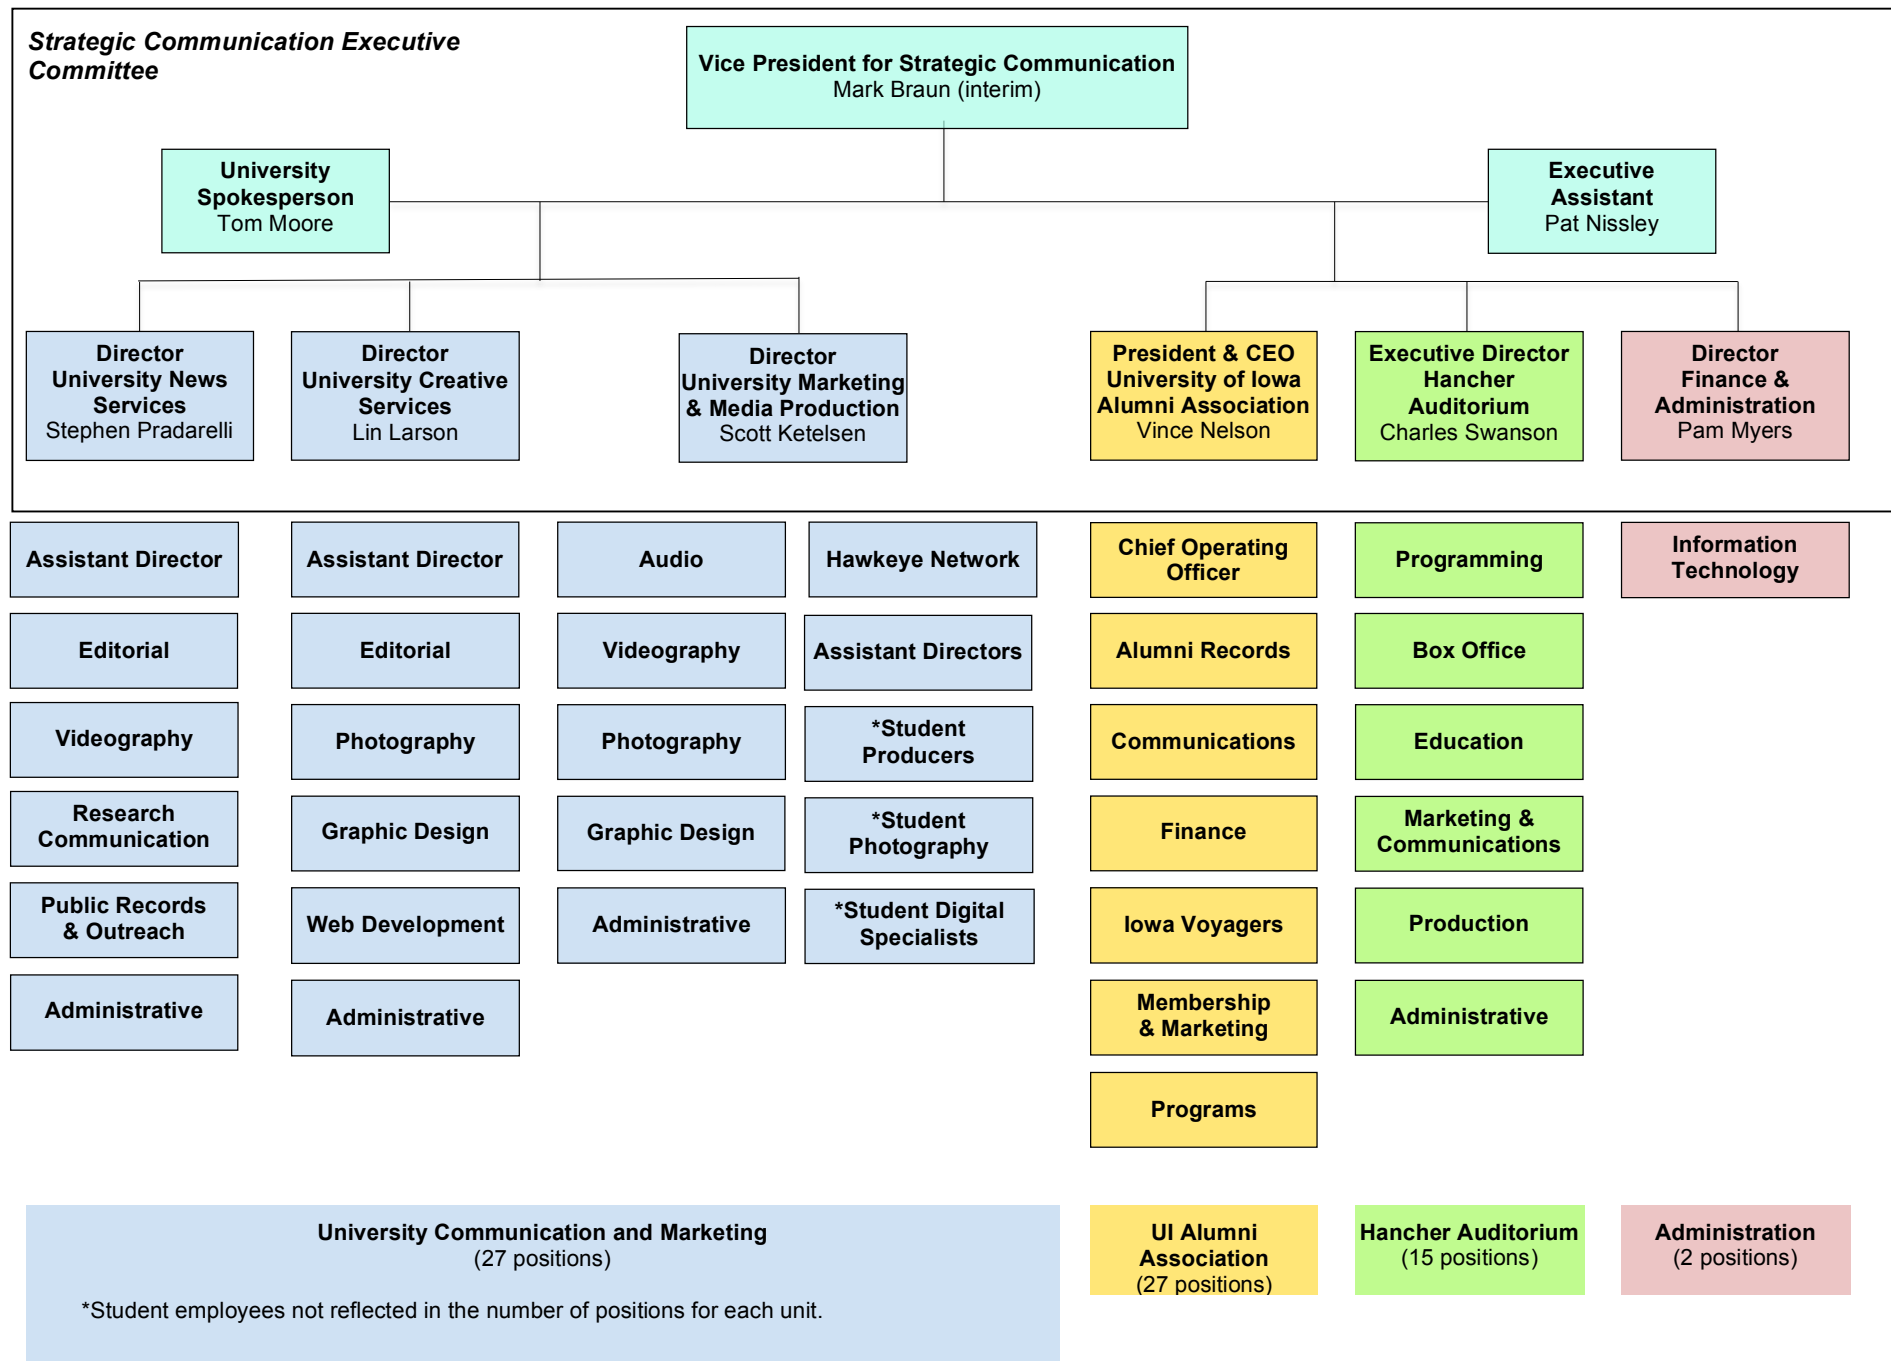 Strategic Communication Executive
Committee
Vice President for Strategic Communication
Mark Braun (interim)
University
Spokesperson
Tom Moore
Executive
Assistant
Pat Nissley
Director
University News
Services
Stephen Pradarelli
Director
University Creative
Services
Lin Larson
Director
University Marketing
& Media Production
Scott Ketelsen
President & CEO
University of Iowa
Alumni Association
Vince Nelson
Executive Director
Hancher
Auditorium
Charles Swanson
Director
Finance &
Administration
Pam Myers
Assistant Director
Editorial
Videography
Research
Communication
Public Records
& Outreach
Administrative
Assistant Director
Editorial
Photography
Graphic Design
Web Development
Administrative
Audio
Videography
Photography
Graphic Design
Administrative
Hawkeye Network
Assistant Directors
*Student
Producers
*Student
Photography
*Student Digital
Specialists
Chief Operating
Officer
Alumni Records
Communications
Finance
Iowa Voyagers
Membership
& Marketing
Programs
Programming
Box Office
Education
Marketing &
Communications
Production
Administrative
Information
Technology
University Communication and Marketing
(27 positions)
*Student employees not reflected in the number of positions for each unit.
UI Alumni
Association
(27 positions)
Hancher Auditorium
(15 positions)
Administration
(2 positions)